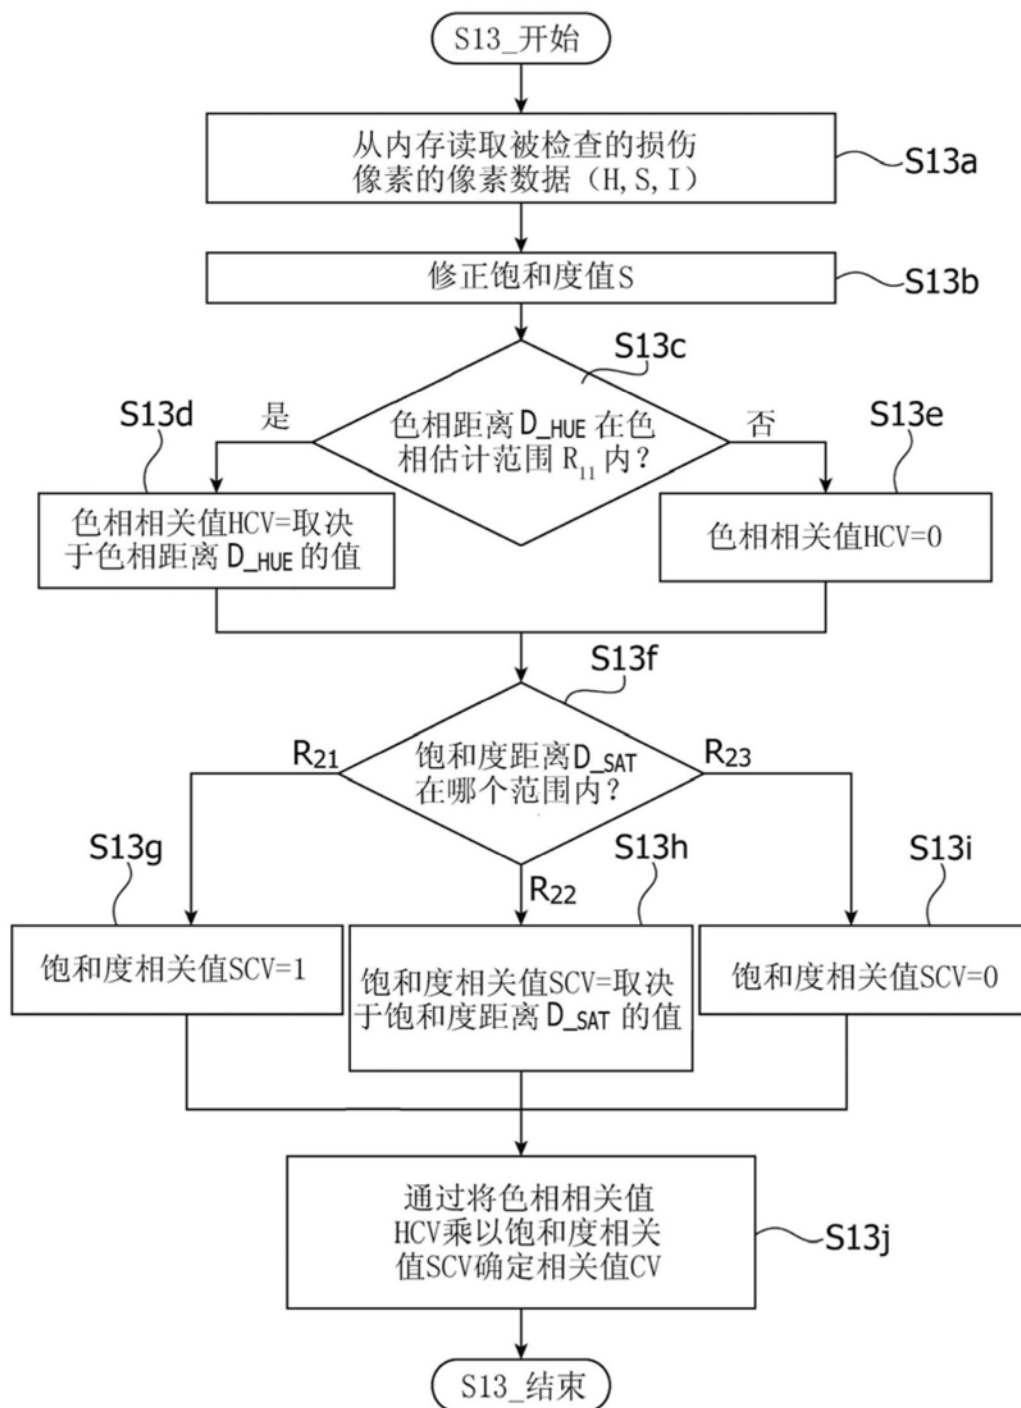 S13_开始
从内存读取被检查的损伤
像素的像素数据（H,S,I）
S13a
修正饱和度值S
S13b
S13c
色相距离D_HUE在色
相估计范围R11内？
是
否
S13d
色相相关值HCV=取决
于色相距离D_HUE的值
S13e
色相相关值HCV=0
S13f
饱和度距离D_SAT
在哪个范围内？
R21
R22
R23
S13g
饱和度相关值SCV=1
S13h
饱和度相关值SCV=取决
于饱和度距离D_SAT的值
S13i
饱和度相关值SCV=0
通过将色相相关值
HCV乘以饱和度相关
值SCV确定相关值CV
S13j
S13_结束